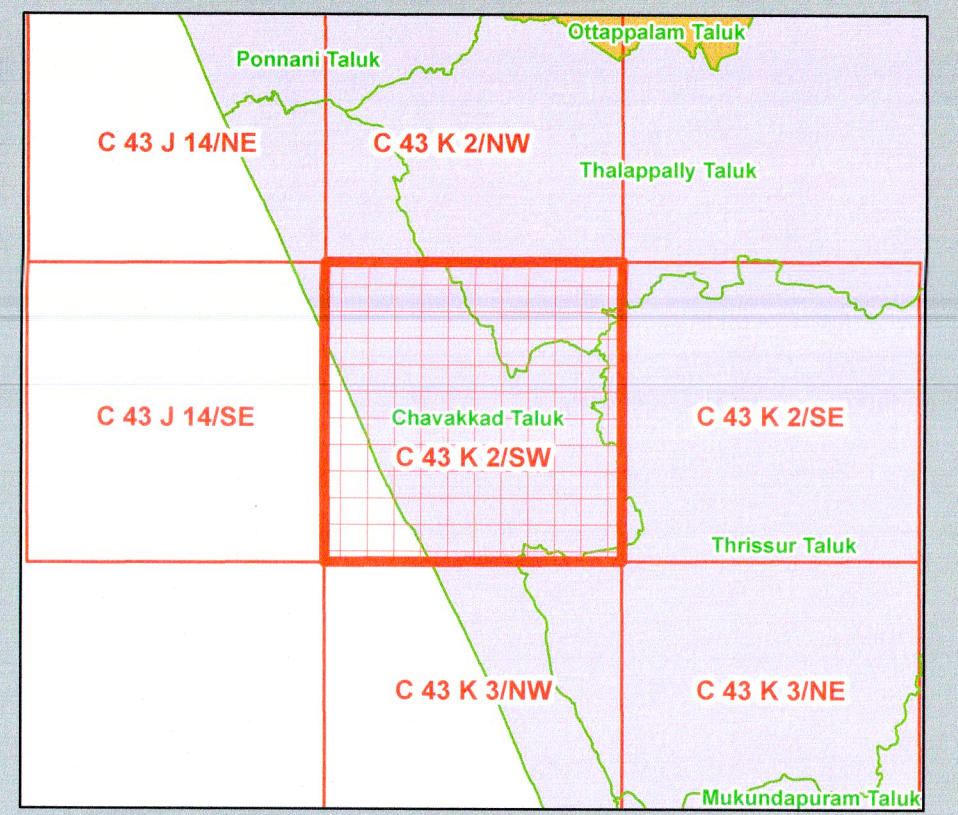 Ottappalam Taluk
Ponnani Taluk
C 43 J 14/NE
C 43 K 2/NW
Thalappally Taluk
C 43 J 14/SE
Chavakkad Taluk
C 43 K 2/SW
C 43 K 2/SE
Thrissur Taluk
C 43 K 3/NW
C 43 K 3/NE
Mukundapuram Taluk